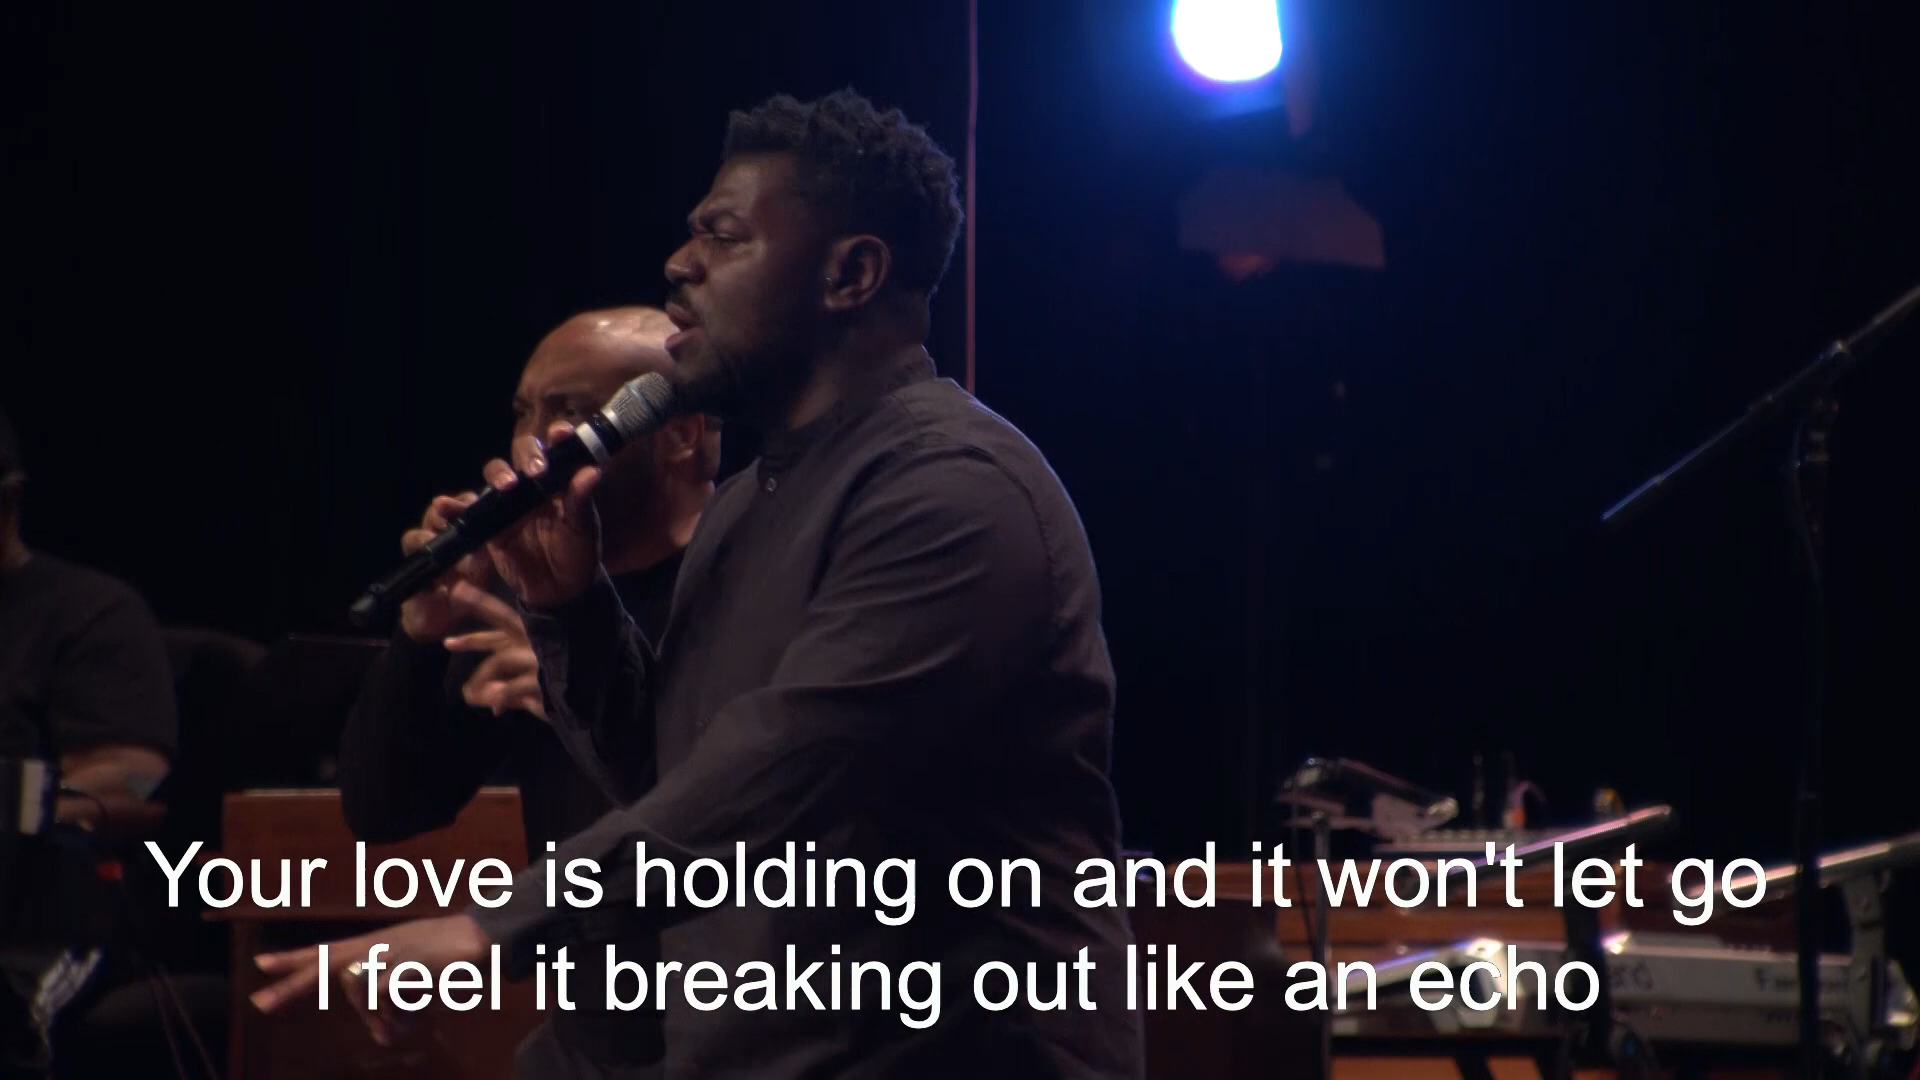 Your love is holding on and it won't let go
I feel it breaking out like an echo